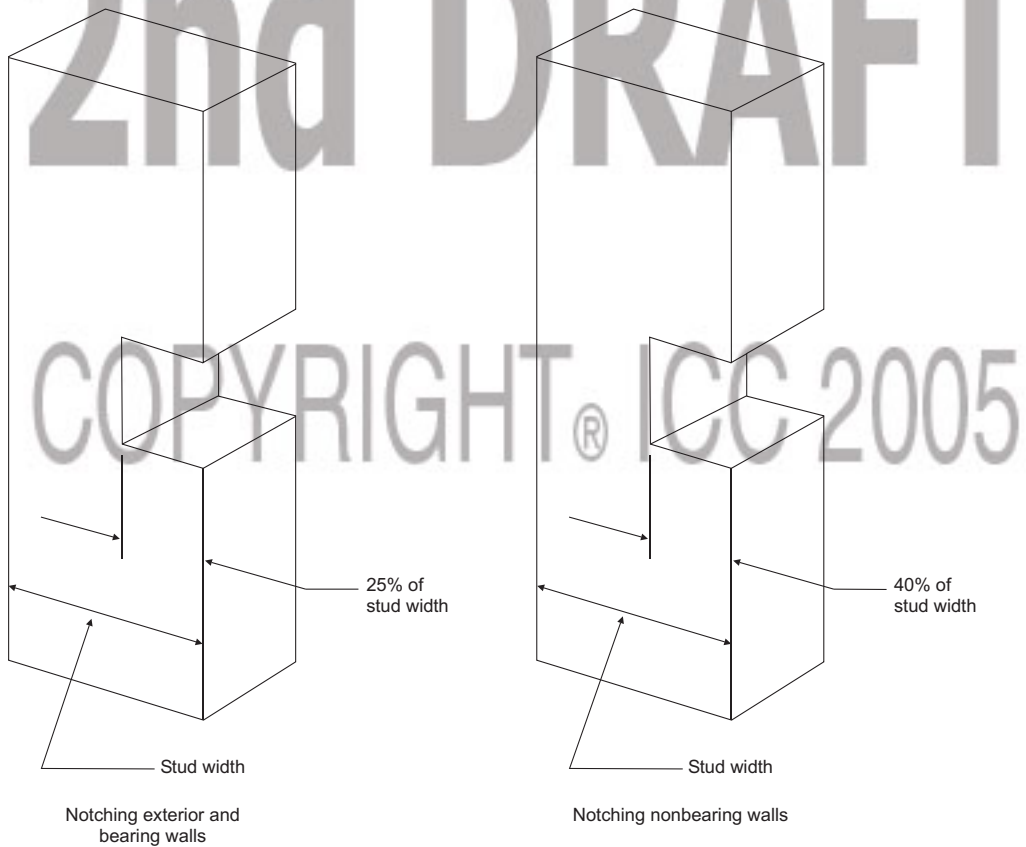 2nd DRAFT
COPYRIGHT ® ICC 2005
25% of
stud width
40% of
stud width
Stud width
Stud width
Notching exterior and
bearing walls
Notching nonbearing walls